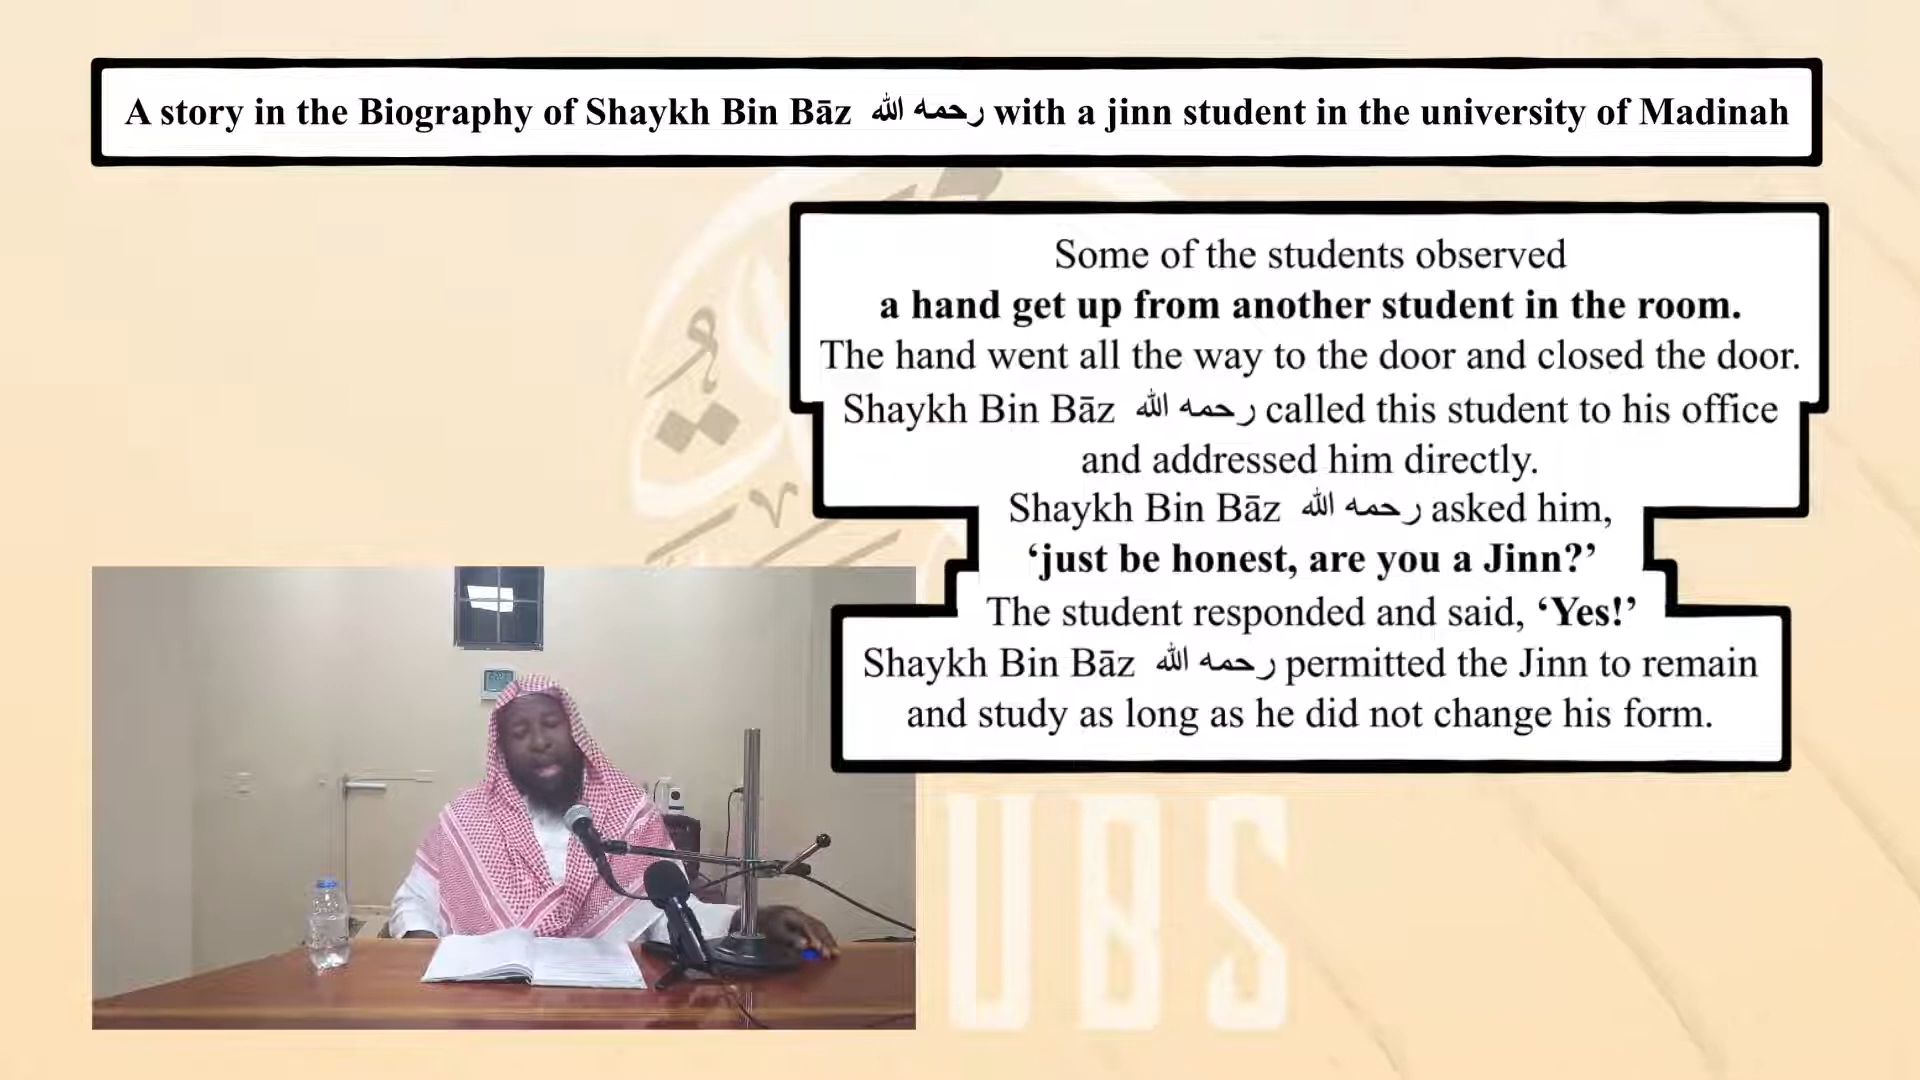 A story in the Biography of Shaykh Bin Bāz رحمه الله with a jinn student in the university of Madinah
Some of the students observed
a hand get up from another student in the room.
The hand went all the way to the door and closed the door.
Shaykh Bin Bāz رحمه الله called this student to his office
and addressed him directly.
Shaykh Bin Bāz رحمه الله asked him,
‘just be honest, are you a Jinn?’
The student responded and said, ‘Yes!’
Shaykh Bin Bāz رحمه الله permitted the Jinn to remain
and study as long as he did not change his form.
UBS